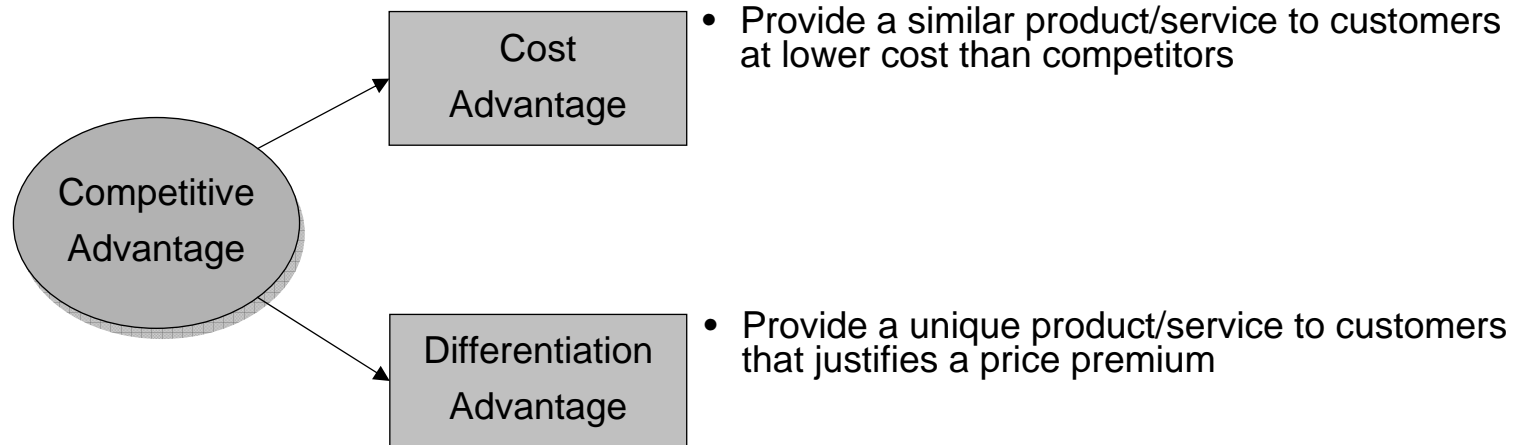 Cost
Advantage
• Provide a similar product/service to customers
at lower cost than competitors
Competitive
Advantage
Differentiation
Advantage
• Provide a unique product/service to customers
that justifies a price premium